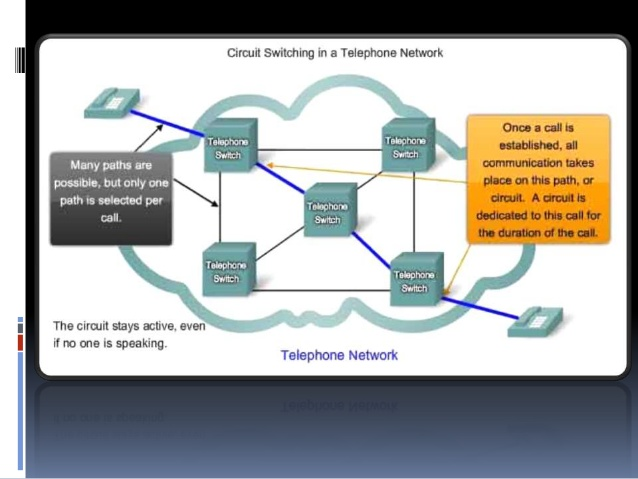 Circuit Switching in a Telephone Network
Telephone
Switch
Telephone
Switch
Once a call is
established, all
communication takes
place on this path, or
circuit. A circuit is
dedicated to this call for
the duration of the call.
Many paths are
possible, but only one
path is selected per
call.
Telephone
Switch
Telephone
Switch
Telephone
Switch
The circuit stays active, even
if no one is speaking.
Telephone Network